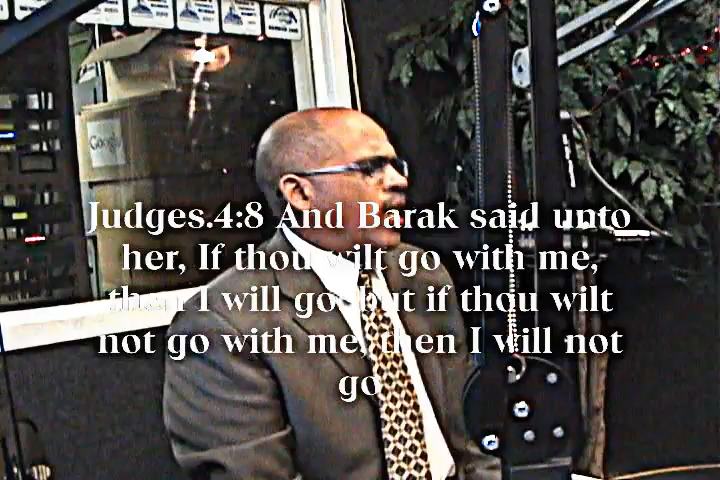 Google
Judges.4:8 And Barak said unto
her, If thou wilt go with me,
then I will go: but if thou wilt
not go with me, then I will not
go